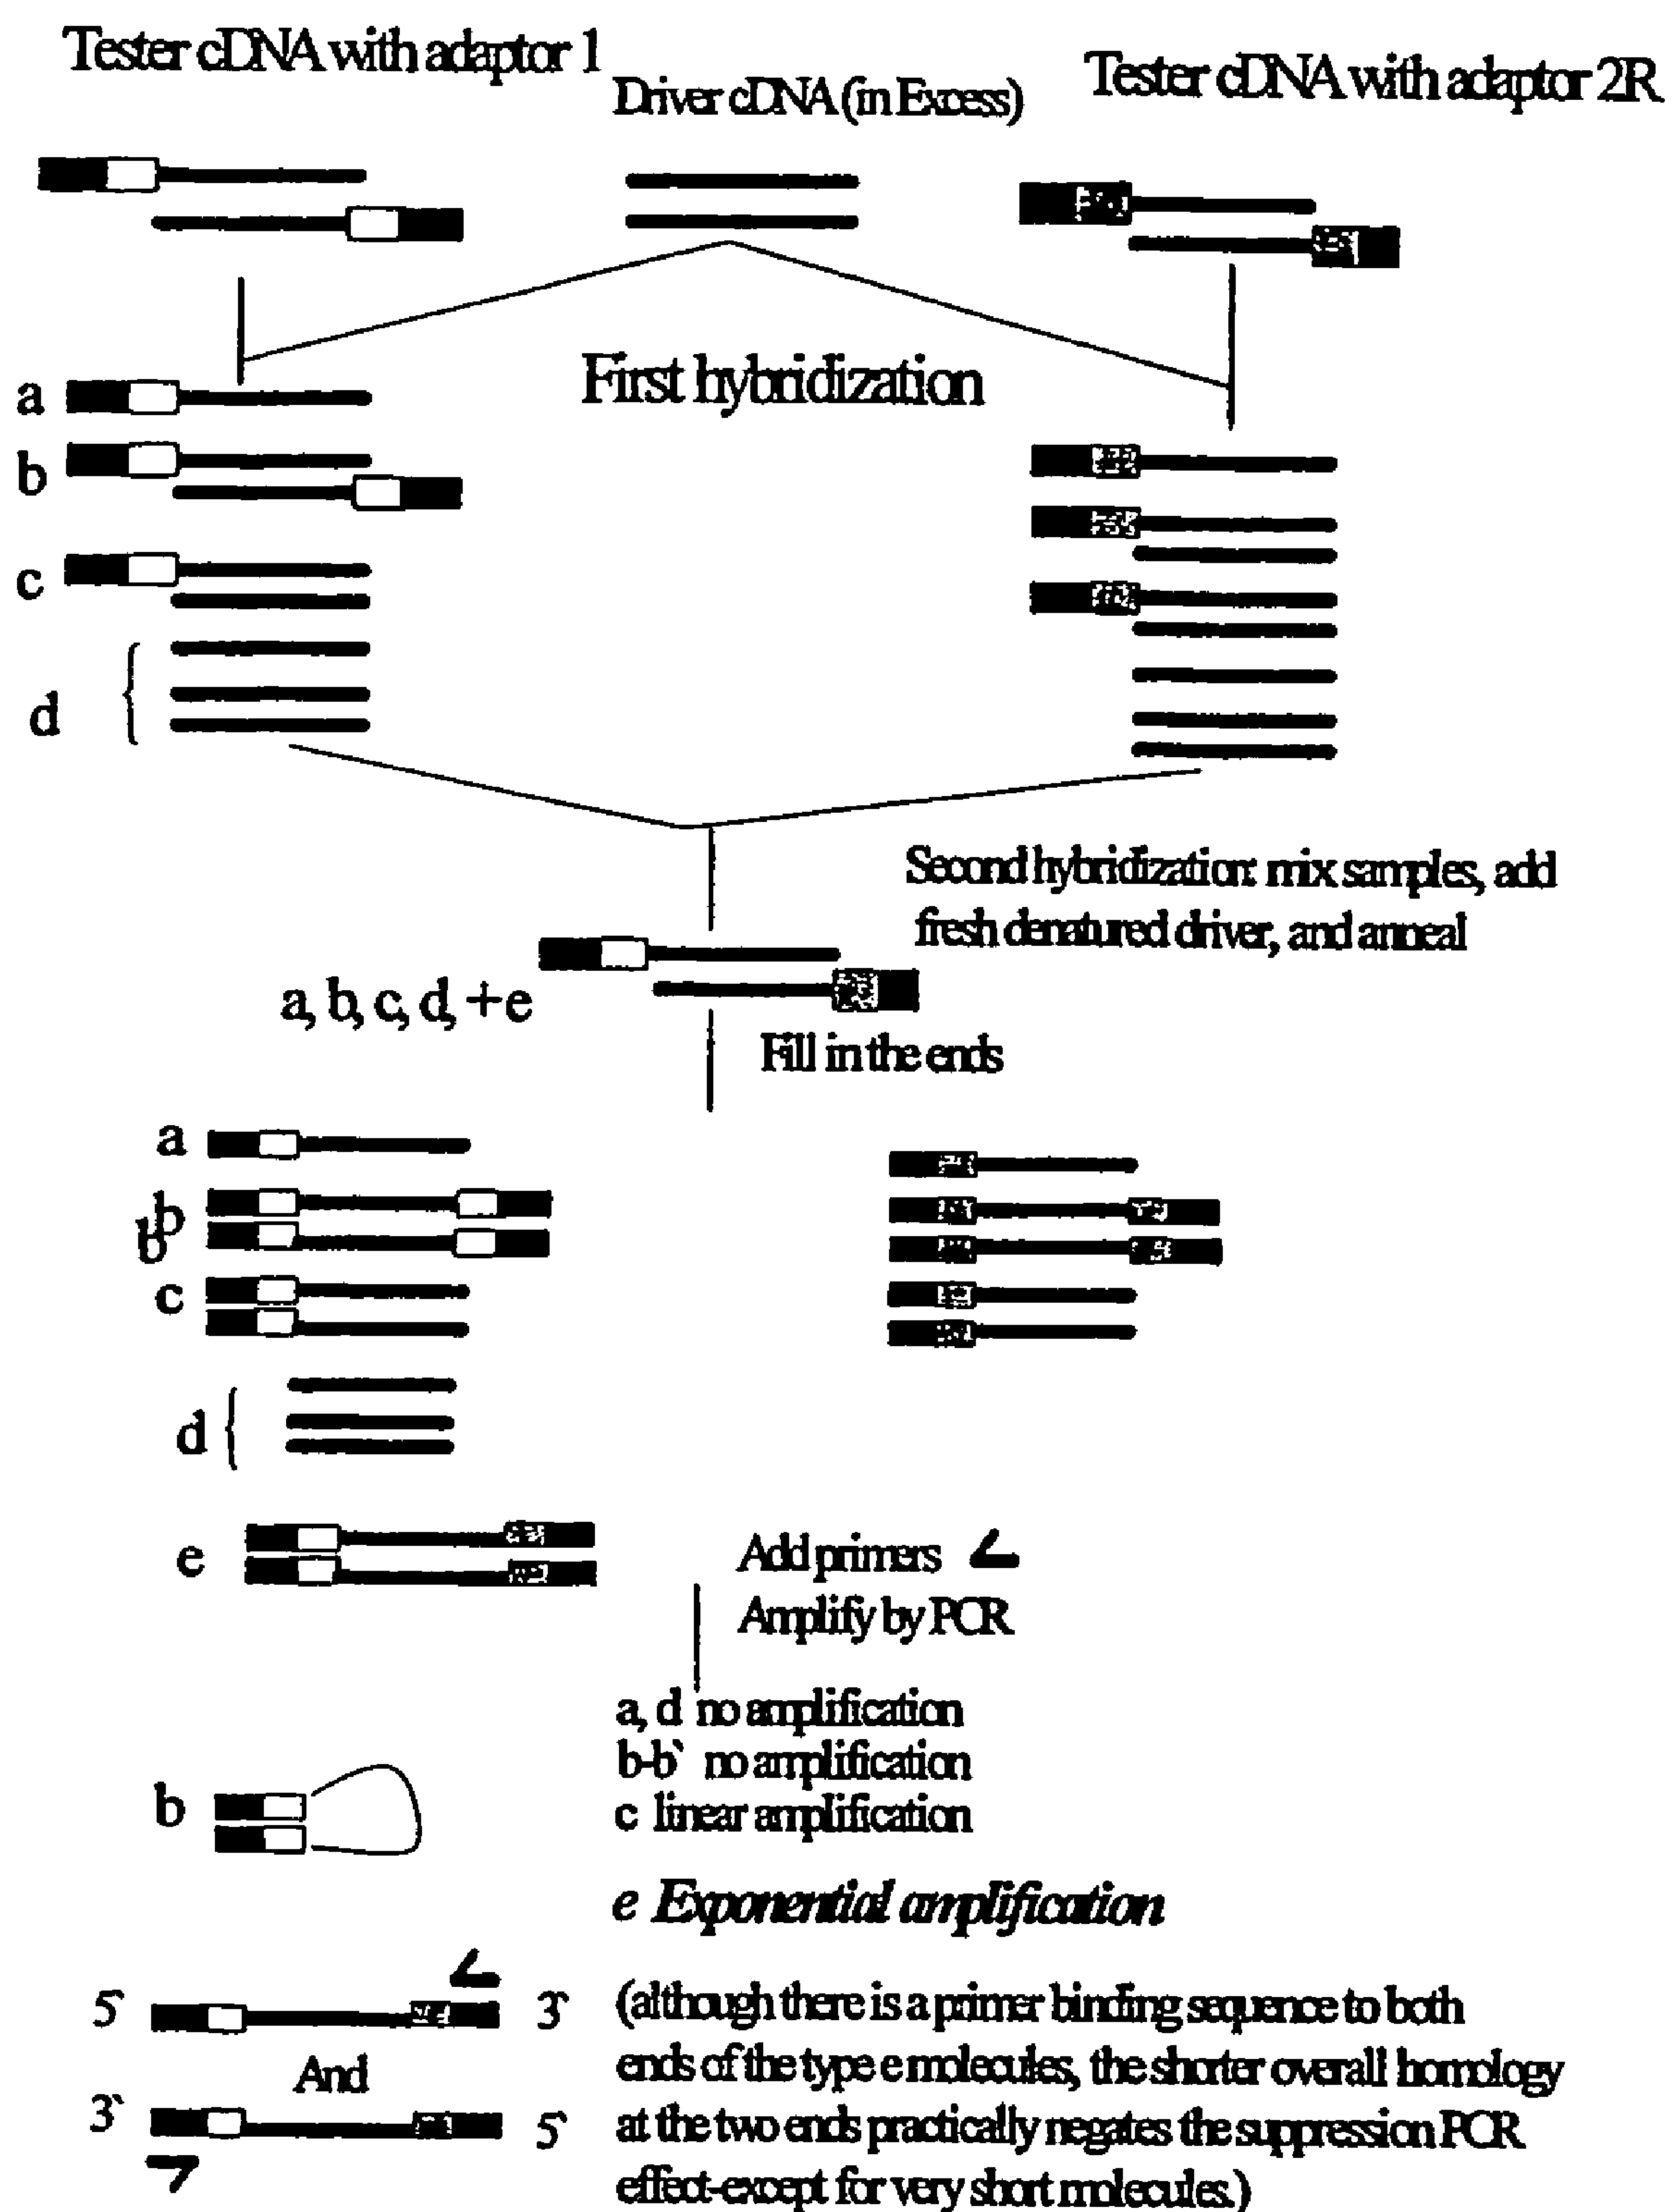 Tester cDNA with adaptor 1
Driver cDNA (in Excess)
Tester cDNA with adaptor 2R
First hybridization
a
b
c
d
Second hybridization: mix samples, add
fresh denatured driver, and anneal
a, b, c, d, +e
Fill in the ends
a
b
b
c
d
e
Add primers
Amplify by PCR
a, d no amplification
b-b` no amplification
c linear amplification
b
e Exponential amplification
5` 3`
And
3` 5`
(although there is a primer binding sequence to both
ends of the type e molecules, the shorter overall homology
at the two ends practically negates the suppression PCR
effect-except for very short molecules.)